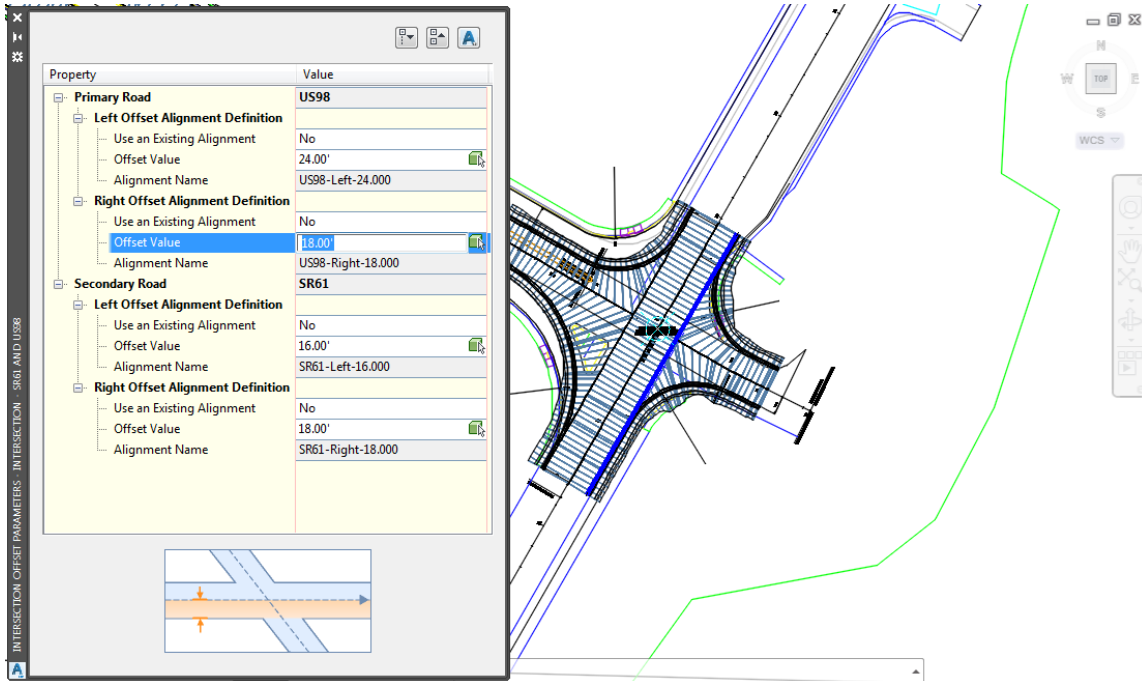 Property Value
Primary Road US98
Left Offset Alignment Definition
Use an Existing Alignment No
Offset Value 24.00'
Alignment Name US98-Left-24.000
Right Offset Alignment Definition
Use an Existing Alignment No
Offset Value 18.00'
Alignment Name US98-Right-18.000
Secondary Road SR61
Left Offset Alignment Definition
Use an Existing Alignment No
Offset Value 16.00'
Alignment Name SR61-Left-16.000
Right Offset Alignment Definition
Use an Existing Alignment No
Offset Value 18.00'
Alignment Name SR61-Right-18.000
INTERSECTION OFFSET PARAMETERS - INTERSECTION - SR61 AND US98
N
W TOP E
S
WCS